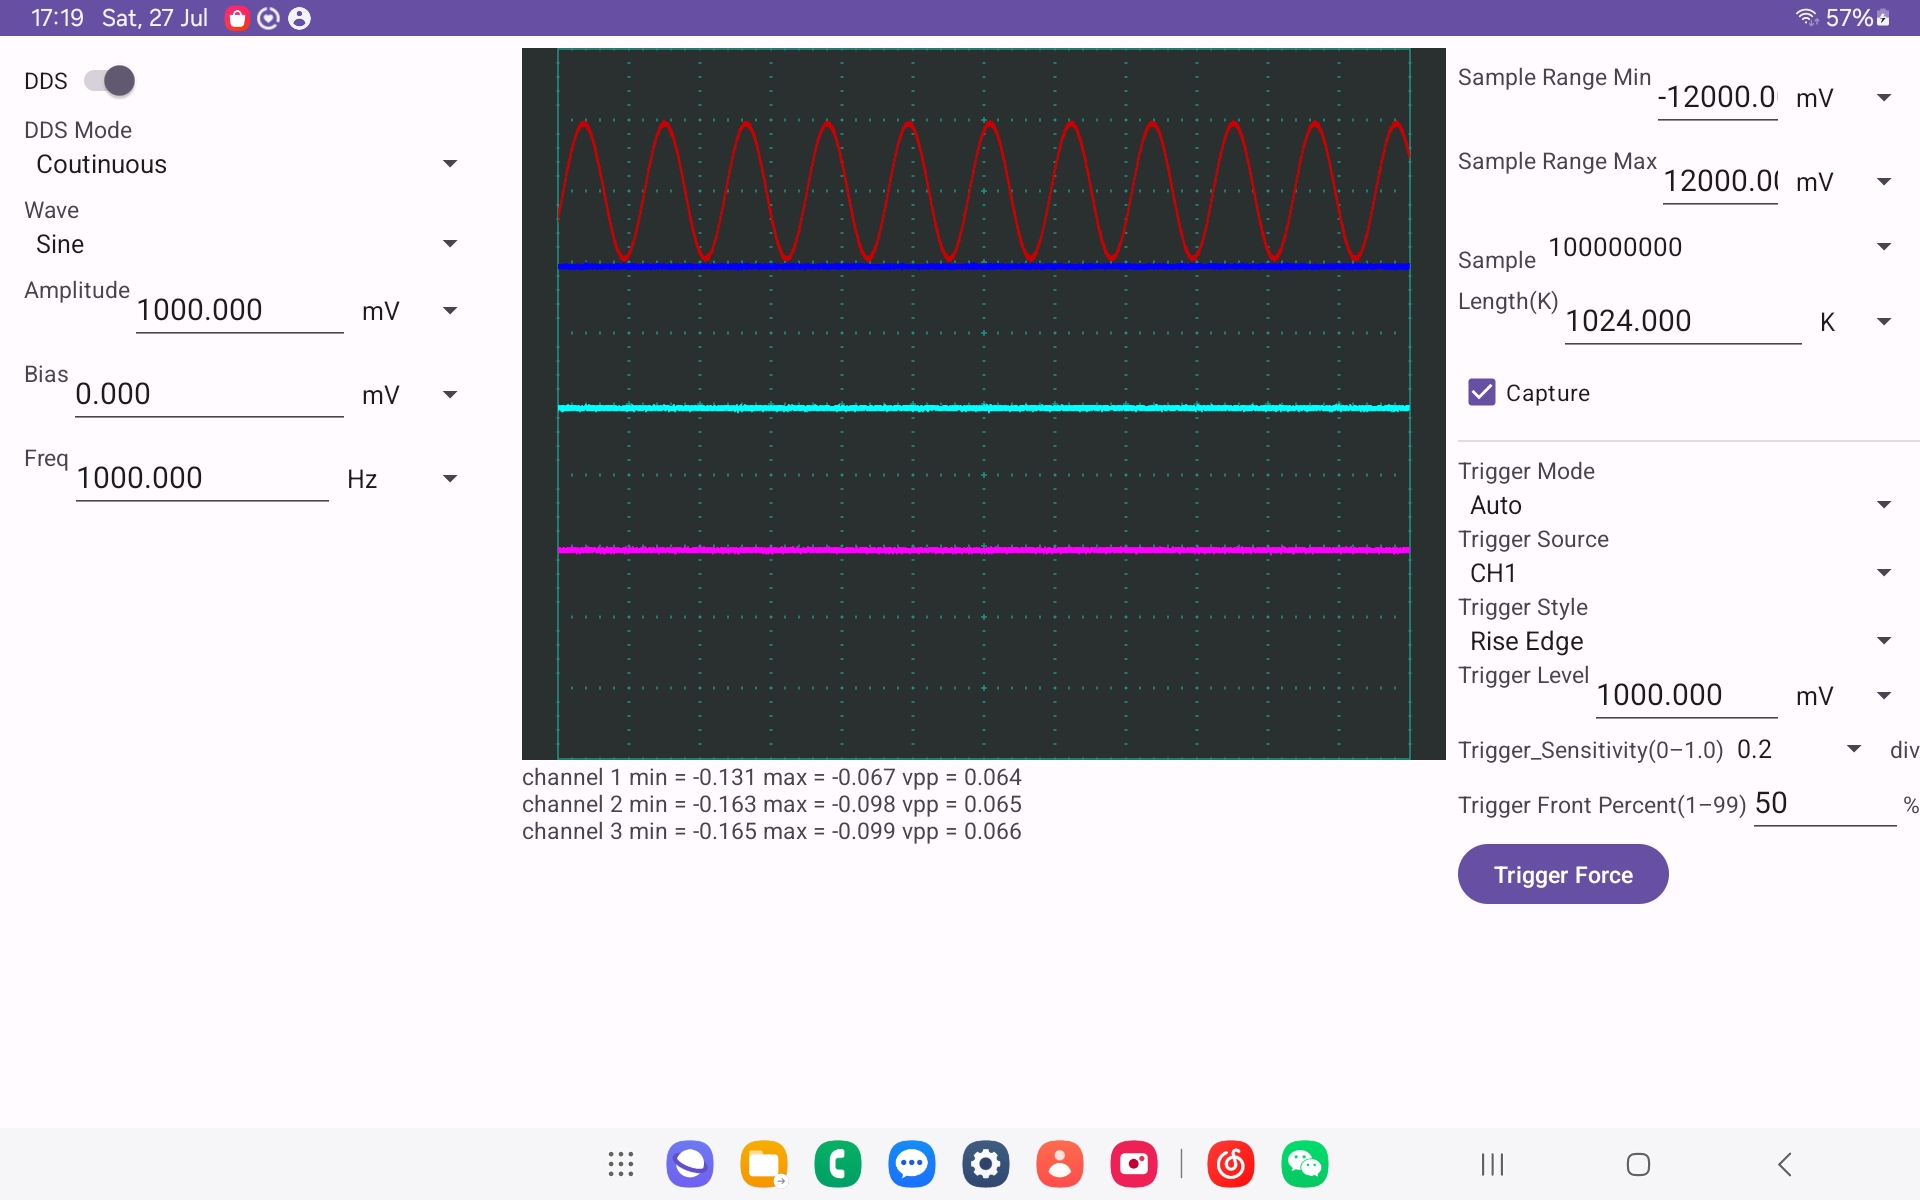 17:19 Sat, 27 Jul
57%
DDS
DDS Mode
Coutinuous
Wave
Sine
Amplitude 1000.000 mV
Bias 0.000 mV
Freq 1000.000 Hz
channel 1 min = -0.131 max = -0.067 vpp = 0.064
channel 2 min = -0.163 max = -0.098 vpp = 0.065
channel 3 min = -0.165 max = -0.099 vpp = 0.066
Sample Range Min -12000.0 mV
Sample Range Max 12000.0 mV
Sample 100000000
Length(K) 1024.000 K
Capture
Trigger Mode
Auto
Trigger Source
CH1
Trigger Style
Rise Edge
Trigger Level 1000.000 mV
Trigger_Sensitivity(0–1.0) 0.2 div
Trigger Front Percent(1–99) 50 %
Trigger Force